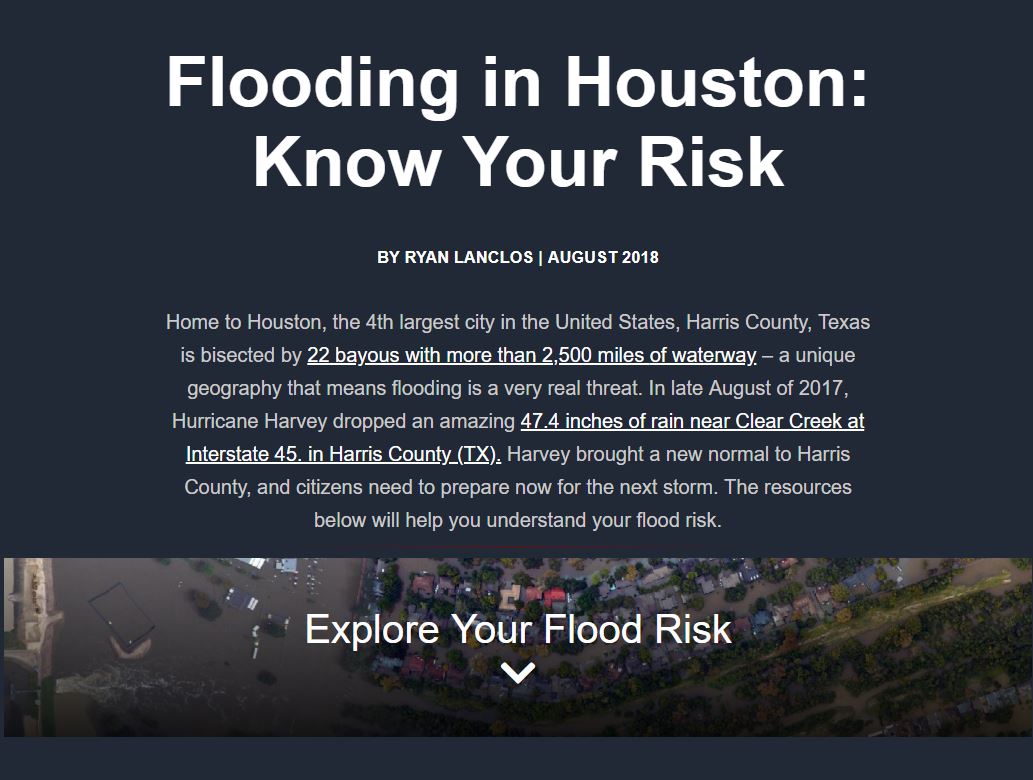 Flooding in Houston:
Know Your Risk
BY RYAN LANCLOS | AUGUST 2018
Home to Houston, the 4th largest city in the United States, Harris County, Texas
is bisected by 22 bayous with more than 2,500 miles of waterway – a unique
geography that means flooding is a very real threat. In late August of 2017,
Hurricane Harvey dropped an amazing 47.4 inches of rain near Clear Creek at
Interstate 45. in Harris County (TX). Harvey brought a new normal to Harris
County, and citizens need to prepare now for the next storm. The resources
below will help you understand your flood risk.
Explore Your Flood Risk